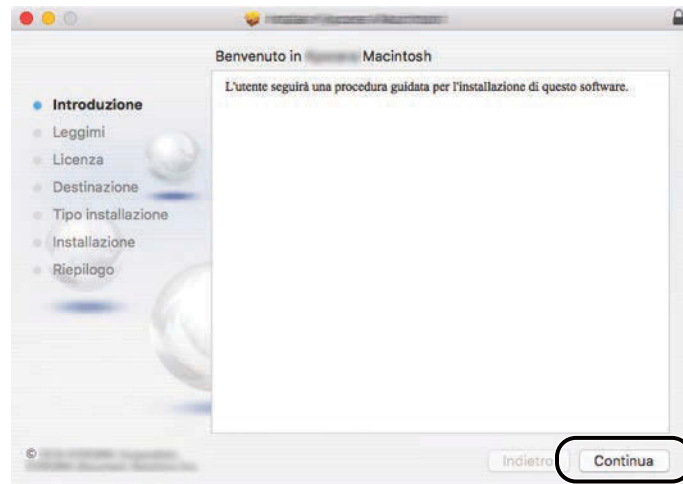 Benvenuto in Macintosh
L'utente seguirà una procedura guidata per l'installazione di questo software.
Introduzione
Leggimi
Licenza
Destinazione
Tipo installazione
Installazione
Riepilogo
©
Indietro
Continua